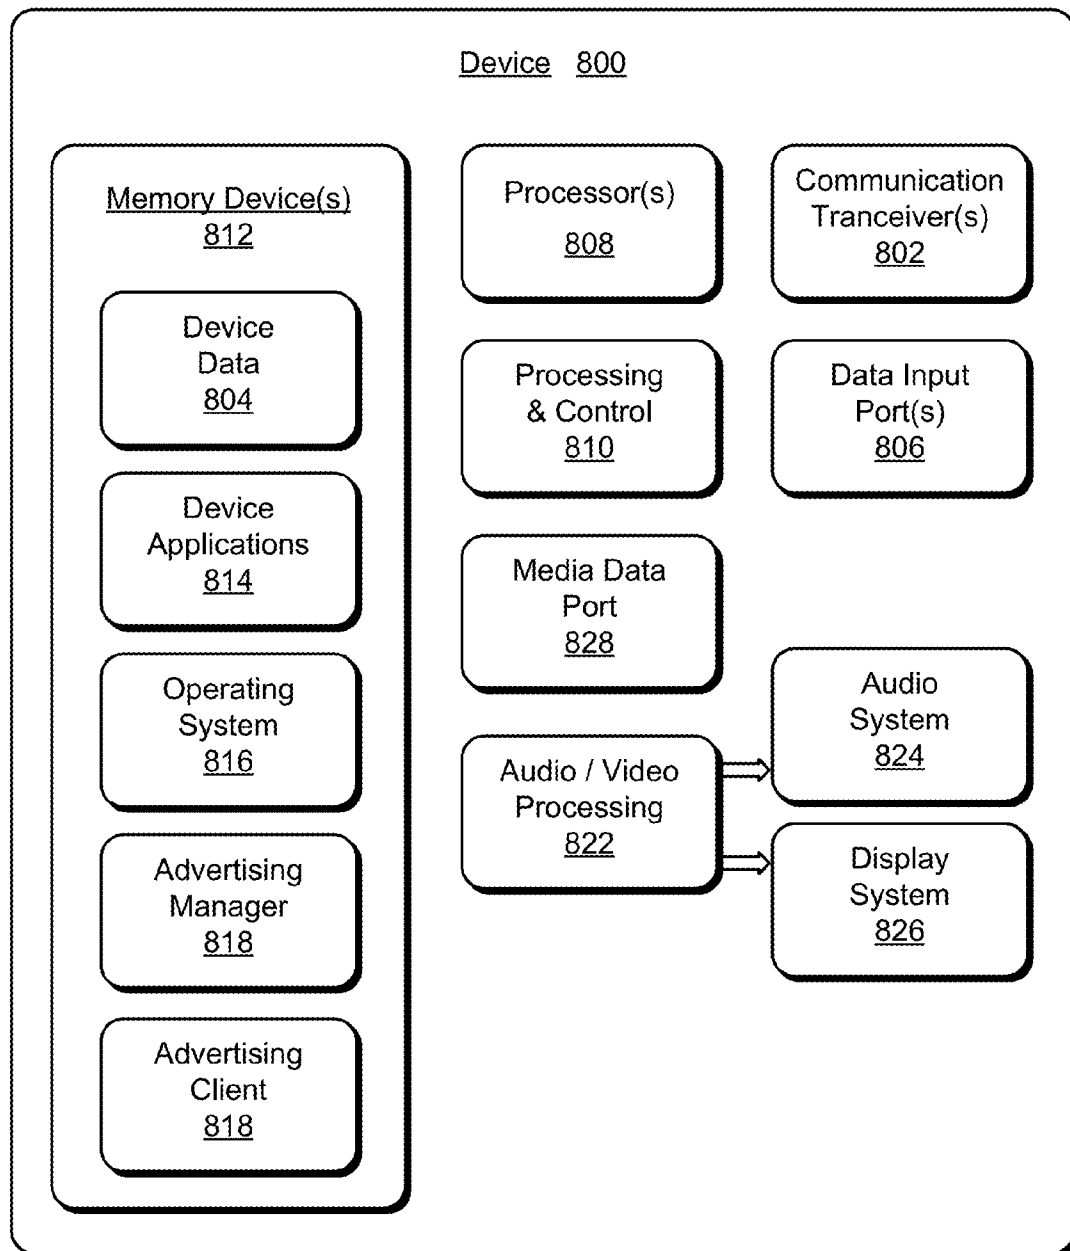 Device 800
Memory Device(s)
812
Device
Data
804
Device
Applications
814
Operating
System
816
Advertising
Manager
818
Advertising
Client
818
Processor(s)
808
Processing
& Control
810
Media Data
Port
828
Audio / Video
Processing
822
Communication
Tranceiver(s)
802
Data Input
Port(s)
806
Audio
System
824
Display
System
826